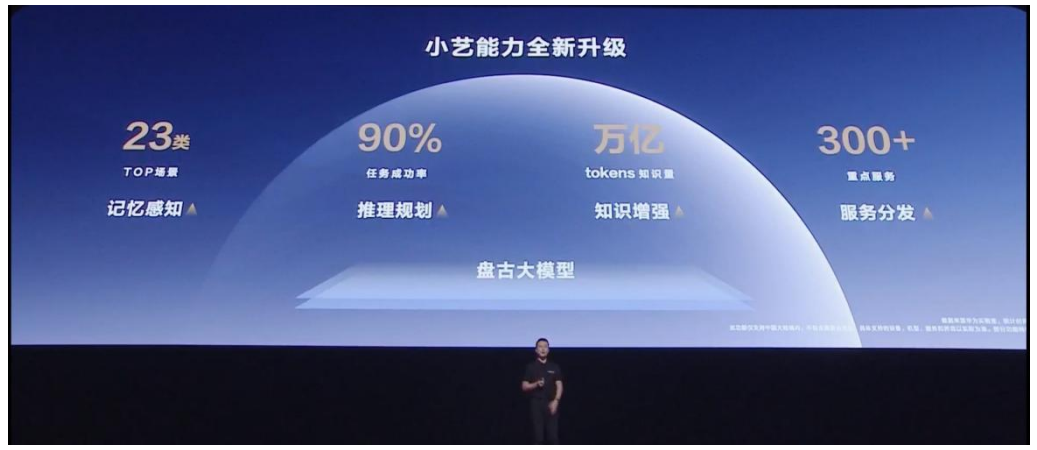 小艺能力全新升级
23类
TOP场景
记忆感知
90%
任务成功率
推理规划
万亿
tokens 知识量
知识增强
300+
重点服务
服务分发
盘古大模型